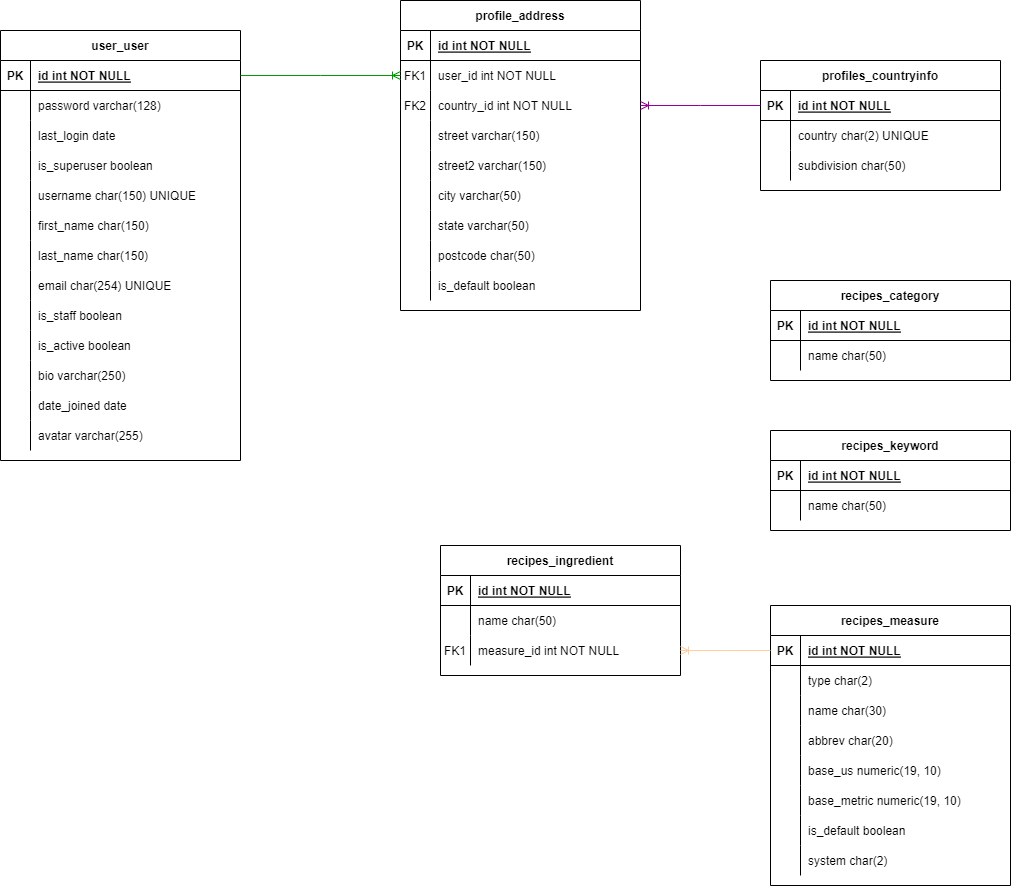 user_user
PK id int NOT NULL
password varchar(128)
last_login date
is_superuser boolean
username char(150) UNIQUE
first_name char(150)
last_name char(150)
email char(254) UNIQUE
is_staff boolean
is_active boolean
bio varchar(250)
date_joined date
avatar varchar(255)
profile_address
PK id int NOT NULL
FK1 user_id int NOT NULL
FK2 country_id int NOT NULL
street varchar(150)
street2 varchar(150)
city varchar(50)
state varchar(50)
postcode char(50)
is_default boolean
profiles_countryinfo
PK id int NOT NULL
country char(2) UNIQUE
subdivision char(50)
recipes_category
PK id int NOT NULL
name char(50)
recipes_keyword
PK id int NOT NULL
name char(50)
recipes_ingredient
PK id int NOT NULL
name char(50)
FK1 measure_id int NOT NULL
recipes_measure
PK id int NOT NULL
type char(2)
name char(30)
abbrev char(20)
base_us numeric(19, 10)
base_metric numeric(19, 10)
is_default boolean
system char(2)